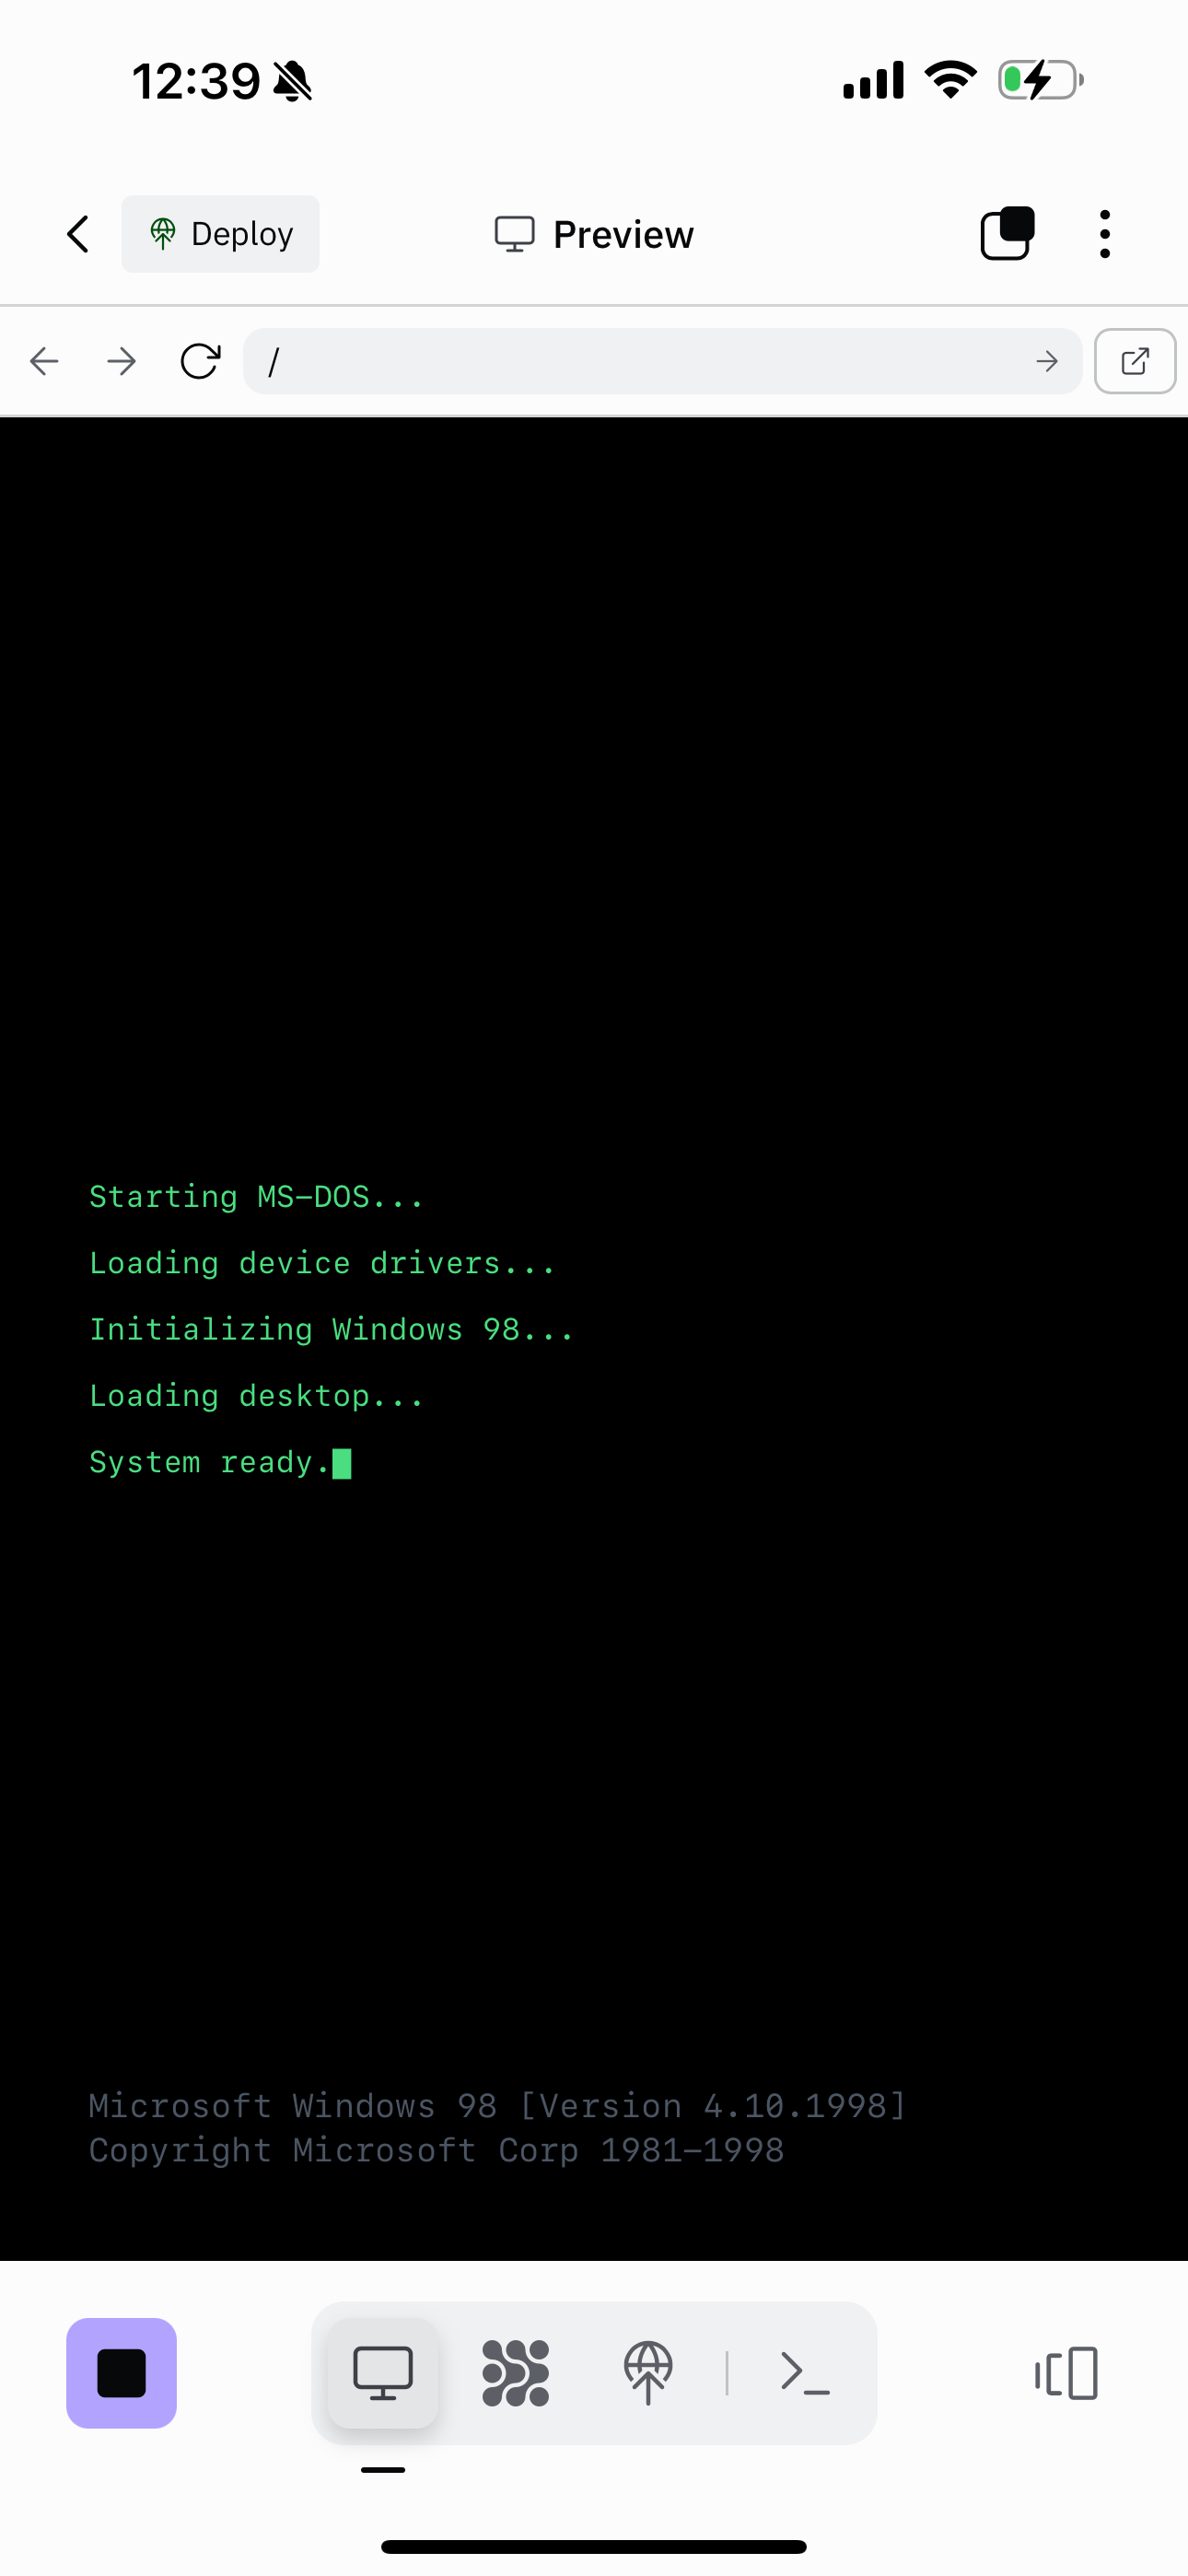 12:39
Deploy
Preview
/
Starting MS-DOS...
Loading device drivers...
Initializing Windows 98...
Loading desktop...
System ready.
Microsoft Windows 98 [Version 4.10.1998]
Copyright Microsoft Corp 1981-1998